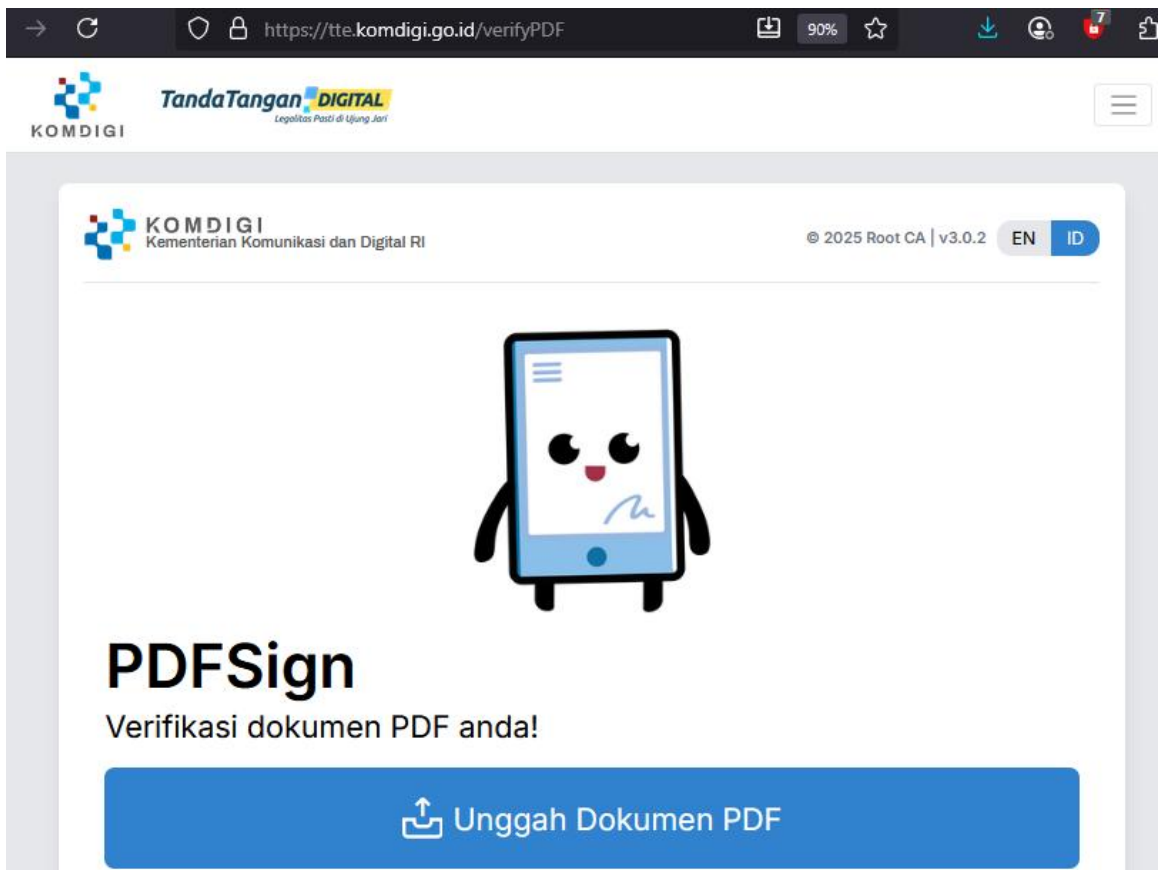 https://tte.komdigi.go.id/verifyPDF
90%
7
KOMDIGI
TandaTangan DIGITAL
Legalitas Pasti di Ujung Jari
KOMDIGI
Kementerian Komunikasi dan Digital RI
© 2025 Root CA | v3.0.2
EN
ID
PDFSign
Verifikasi dokumen PDF anda!
Unggah Dokumen PDF